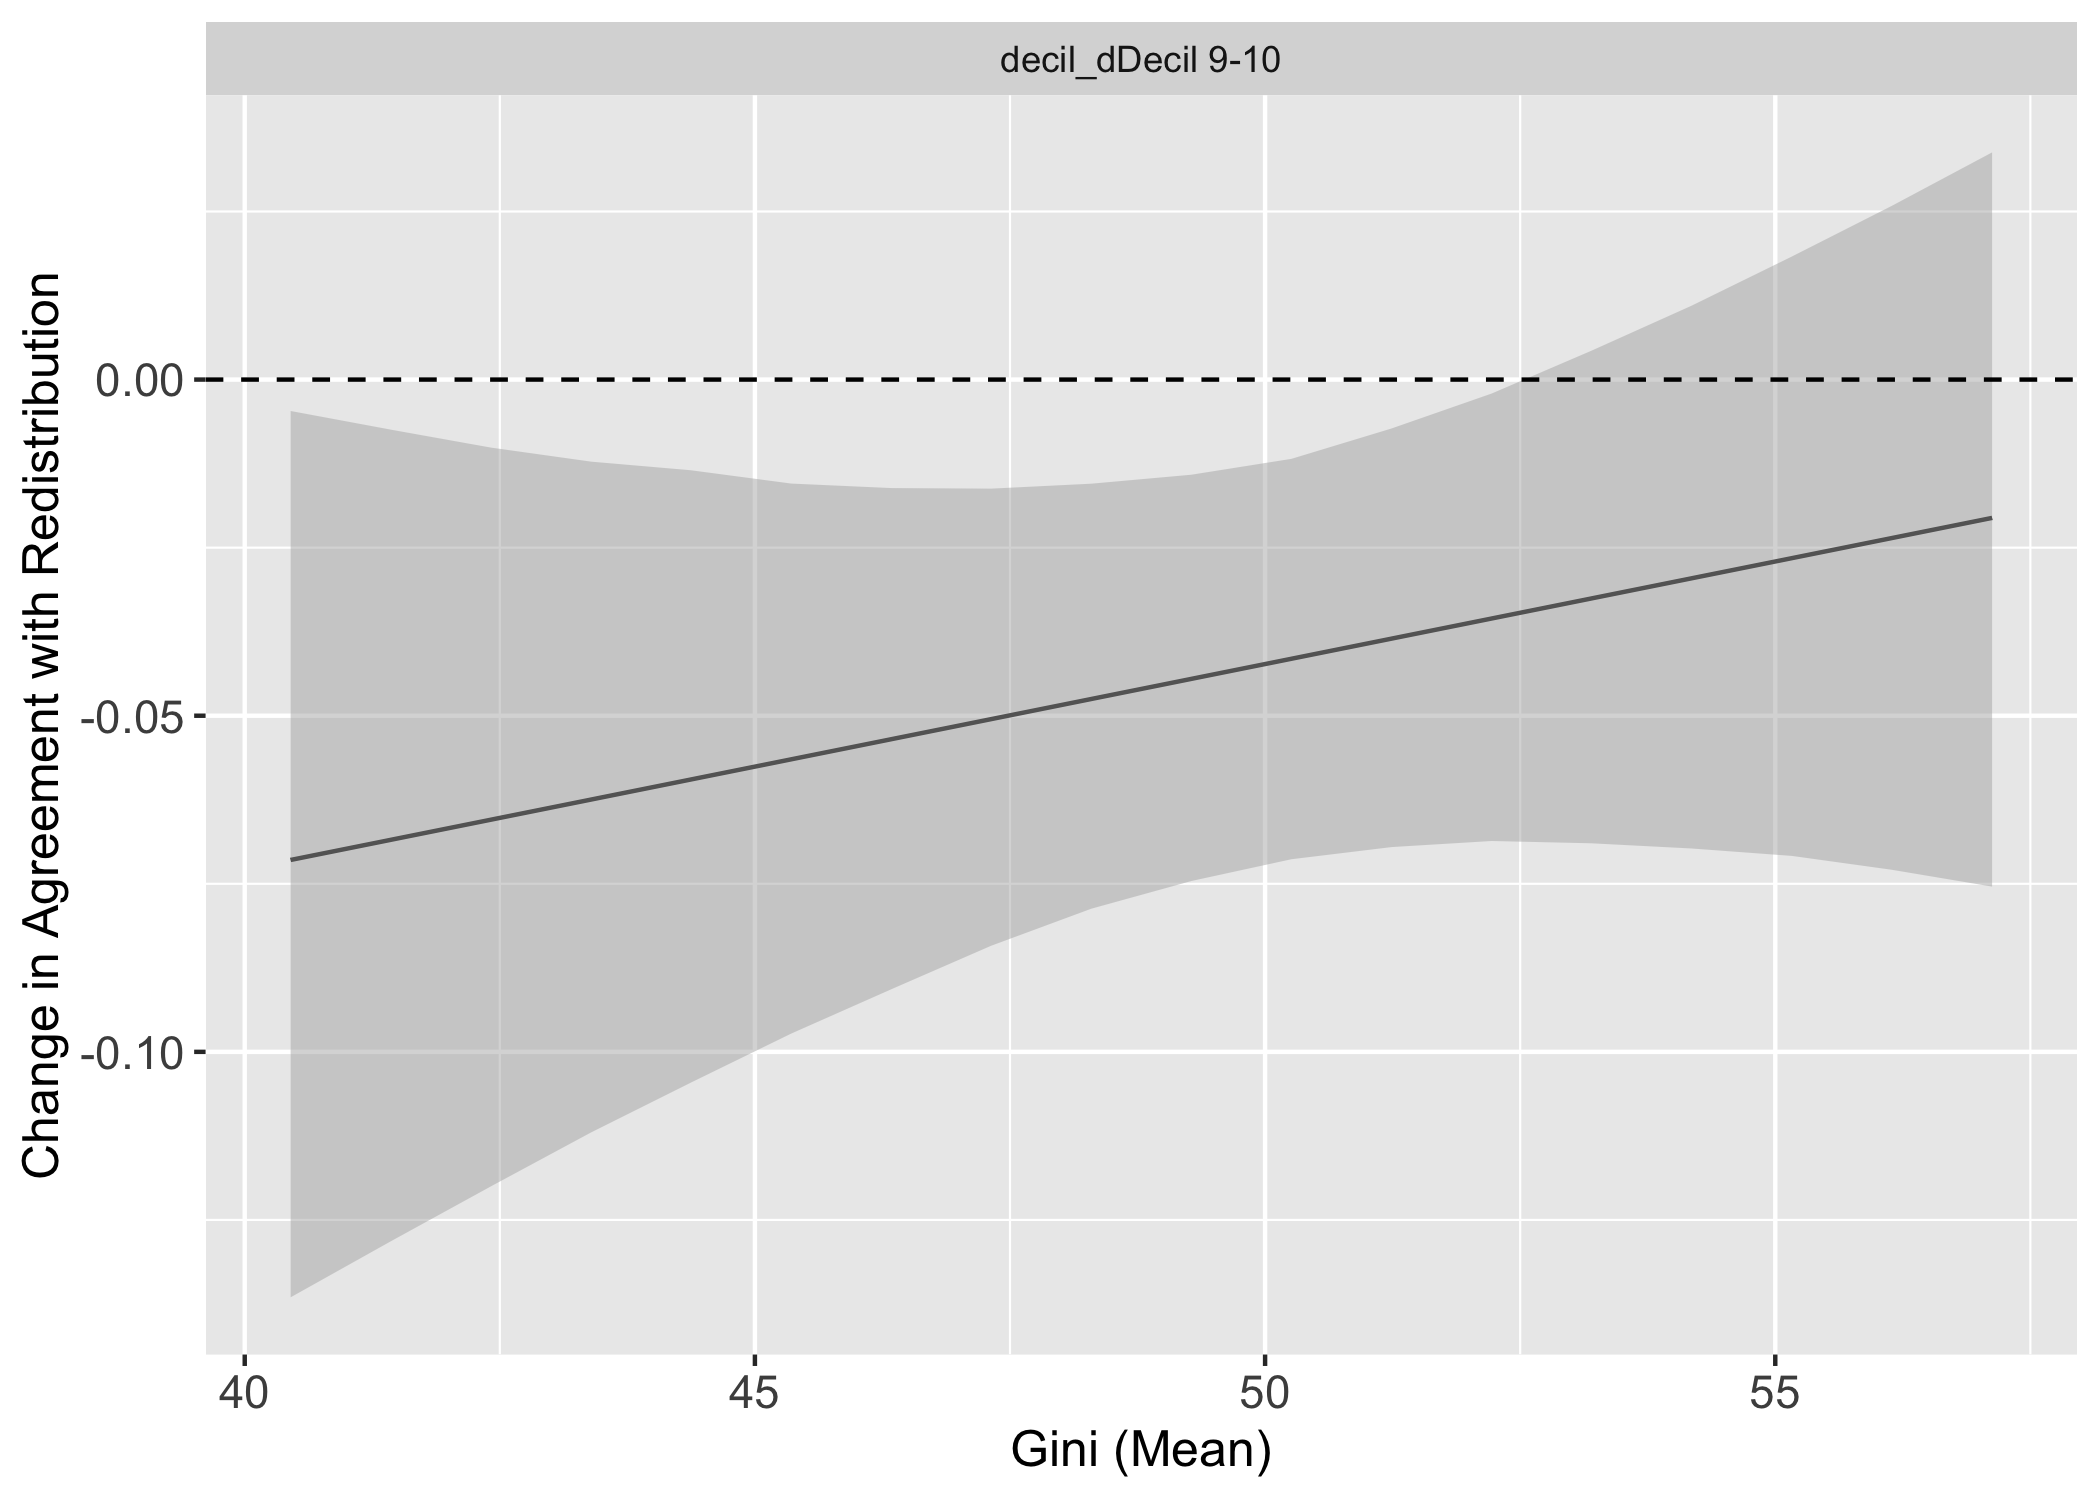 decil_dDecil 9-10
Change in Agreement with Redistribution
0.00
-0.05
-0.10
40 45 50 55
Gini (Mean)